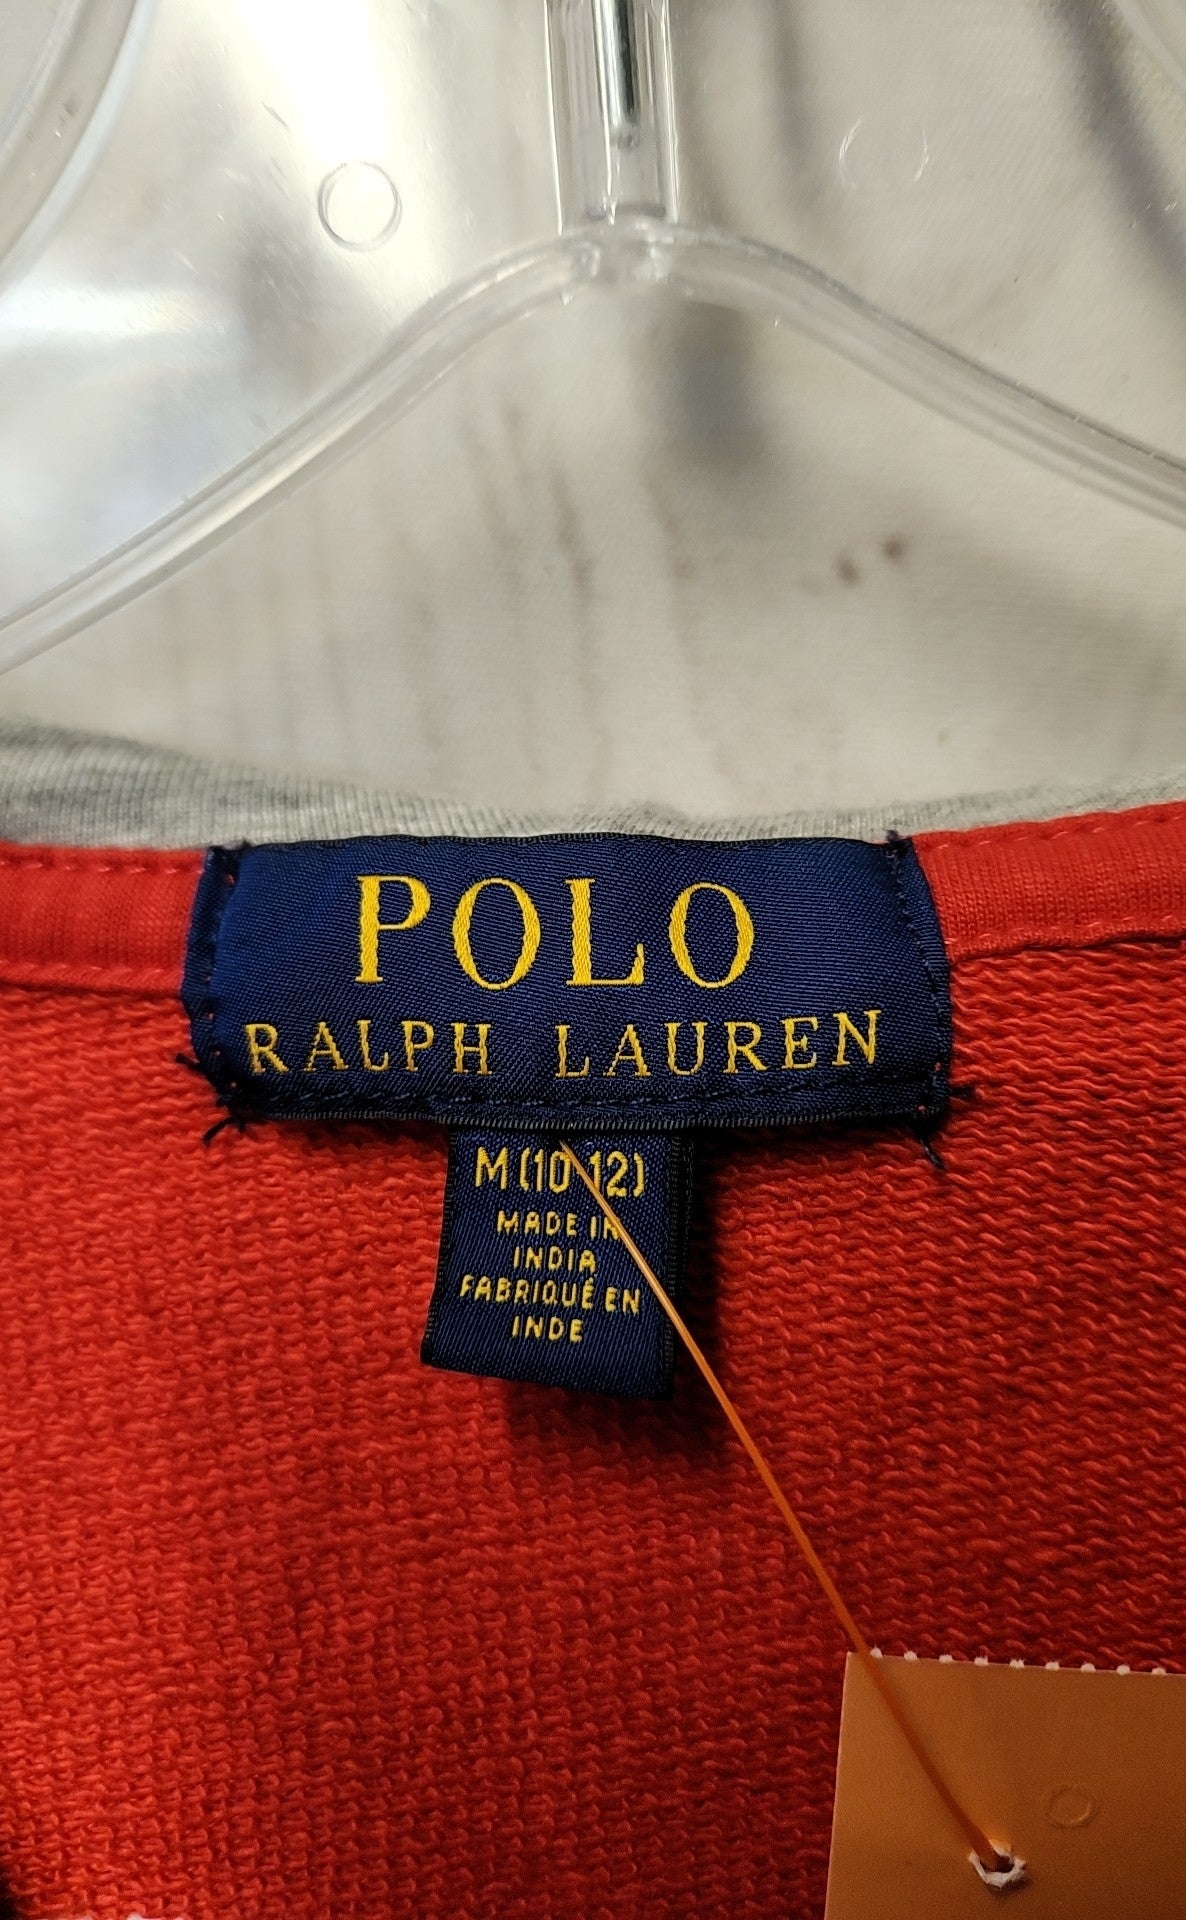 POLO
RALPH LAUREN
M (10-12)
MADE IN
INDIA
FABRIQUÉ EN
INDE